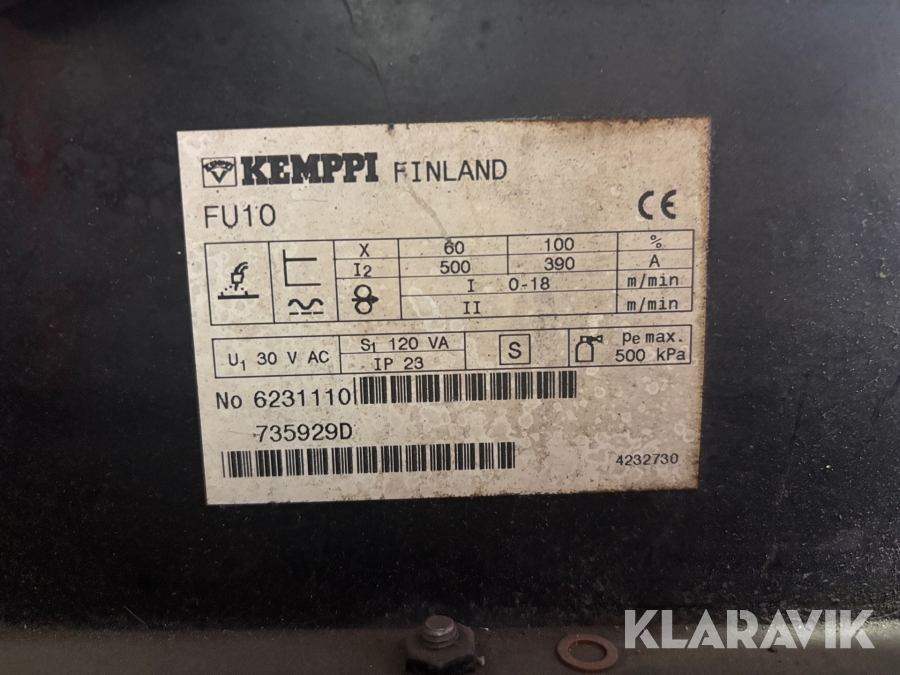 KEMPPI FINLAND
FU10
CE
X 60 100 %
I2 500 390 A
I 0-18 m/min
II m/min
U1 30 V AC
S1 120 VA
IP 23
S
Pe max.
500 kPa
No 6231110
735929D
4232730
KLARAVIK